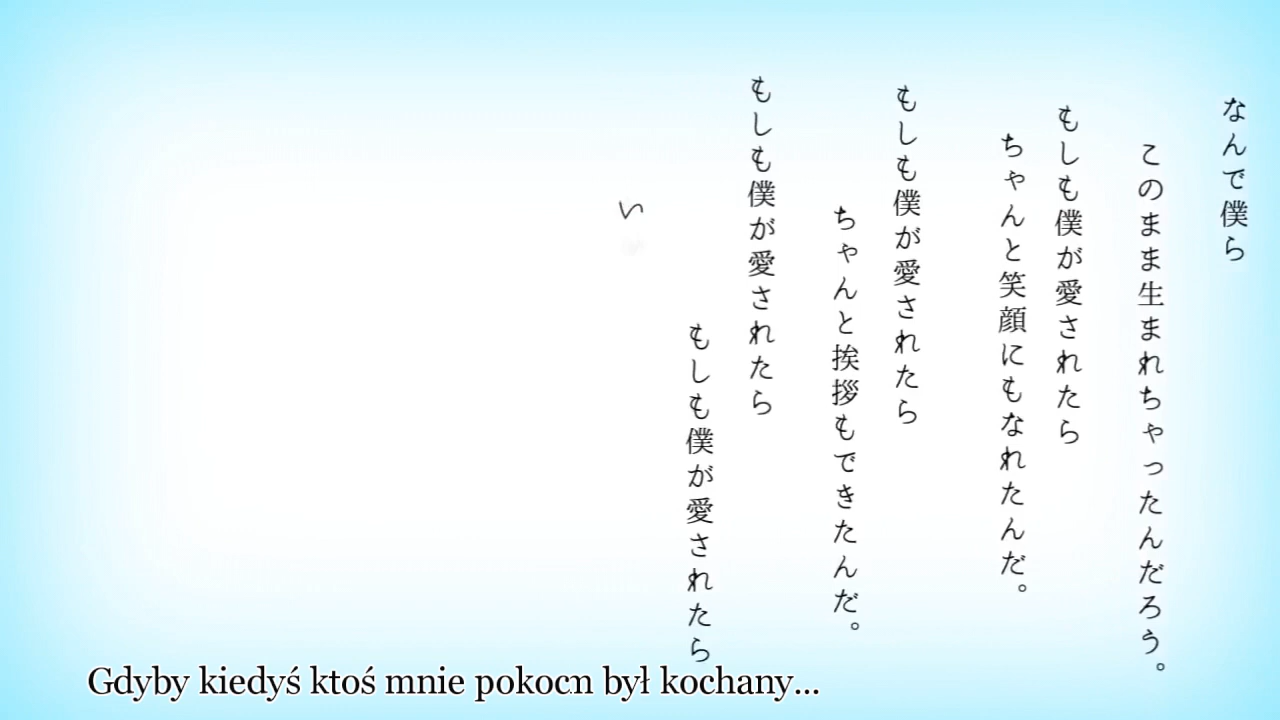 なんで僕ら
このまま生まれちゃったんだろう。
もしも僕が愛されたら
ちゃんと笑顔にもなれたんだ。
もしも僕が愛されたら
ちゃんと挨拶もできたんだ。
もしも僕が愛されたら
もしも僕が愛されたら
い
Gdyby kiedyś ktoś mnie pokocn był kochany...